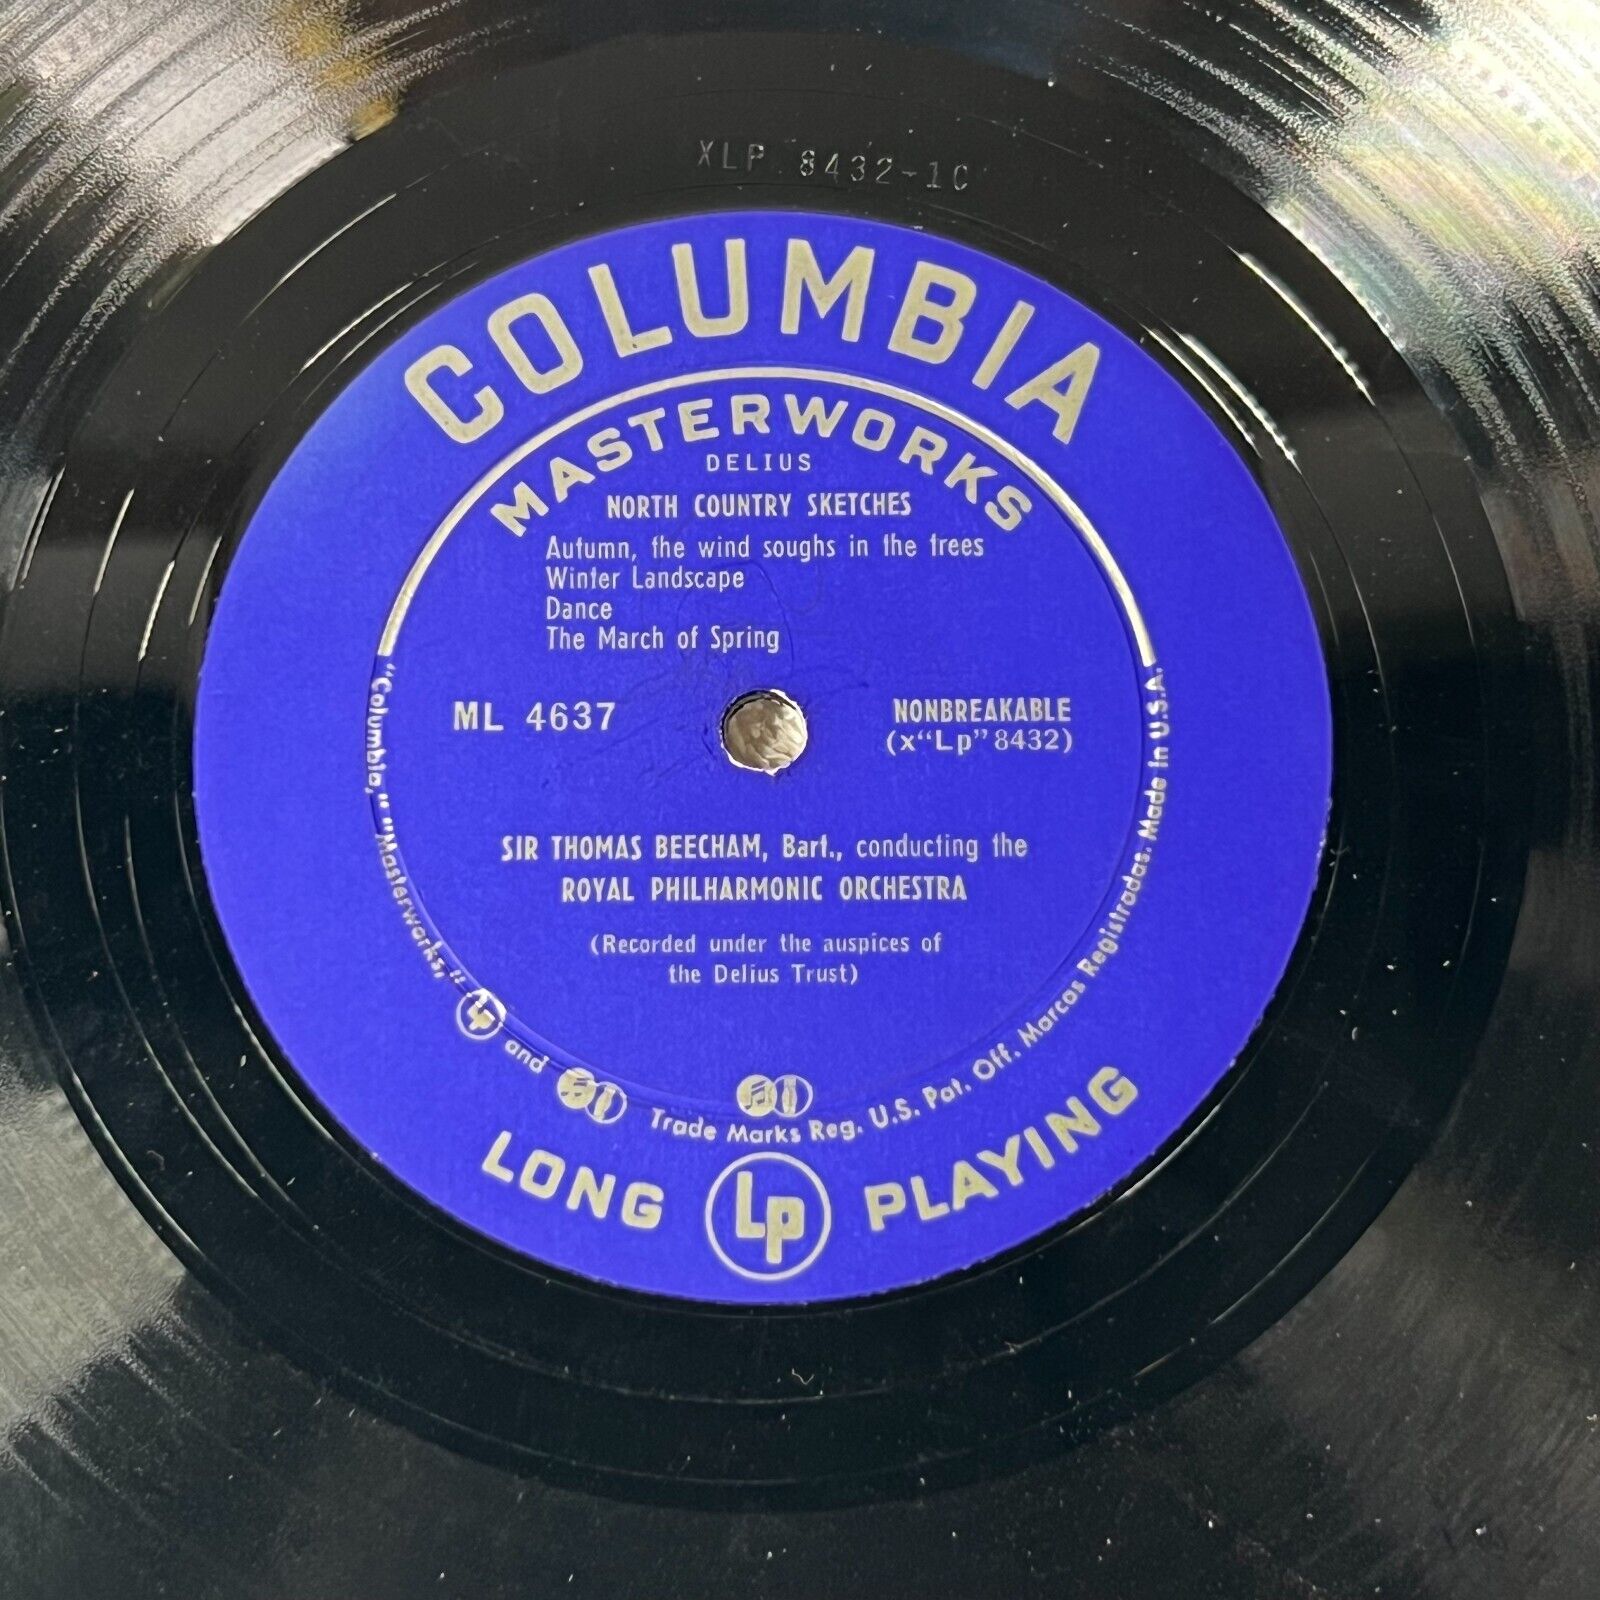 XLP 8432-1C
COLUMBIA
MASTERWORKS
DELIUS
NORTH COUNTRY SKETCHES
Autumn, the wind soughs in the trees
Winter Landscape
Dance
The March of Spring
ML 4637
NONBREAKABLE
(x“Lp”8432)
SIR THOMAS BEECHAM, Bart., conducting the
ROYAL PHILHARMONIC ORCHESTRA
(Recorded under the auspices of
the Delius Trust)
“Columbia,” “Masterworks,” Lp and Trade Marks Reg. U.S. Pat. Off. Marcas Registradas. Made in U.S.A.
LONG Lp PLAYING